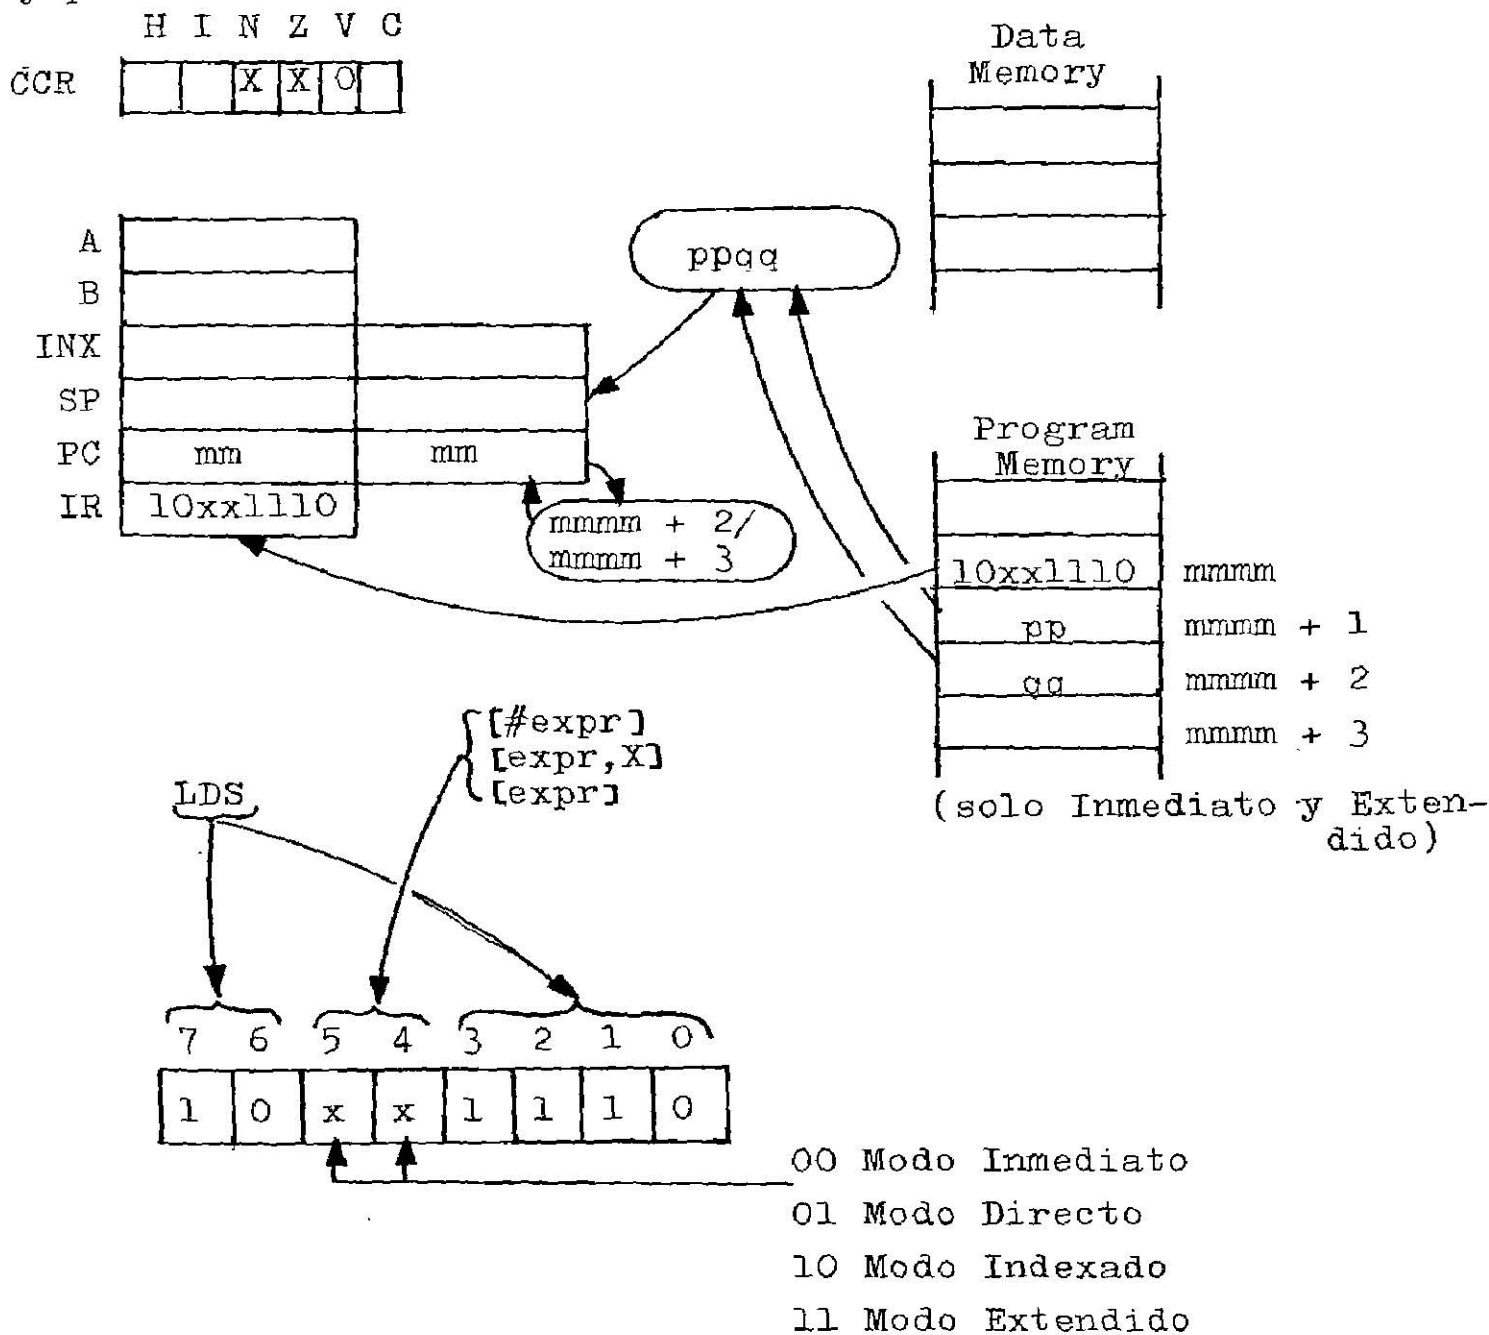 H I N Z V C
CCR X X 0
Data
Memory
A
B
INX
SP
PC mm mm
IR 10xx1110
ppqq
mmmm + 2/
mmmm + 3
Program
Memory
10xx1110 mmmm
pp mmmm + 1
qq mmmm + 2
mmmm + 3
(solo Inmediato y Exten-
dido)
[#expr]
[expr,X]
[expr]
LDS
7 6 5 4 3 2 1 0
1 0 x x 1 1 1 0
00 Modo Inmediato
01 Modo Directo
10 Modo Indexado
11 Modo Extendido